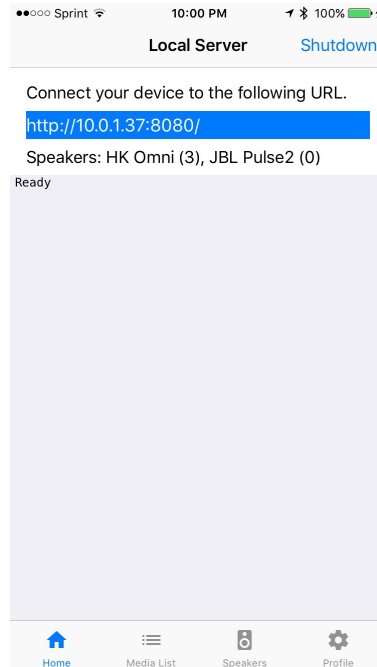 Sprint 10:00 PM 100%
Local Server Shutdown
Connect your device to the following URL.
http://10.0.1.37:8080/
Speakers: HK Omni (3), JBL Pulse2 (0)
Ready
Home Media List Speakers Profile